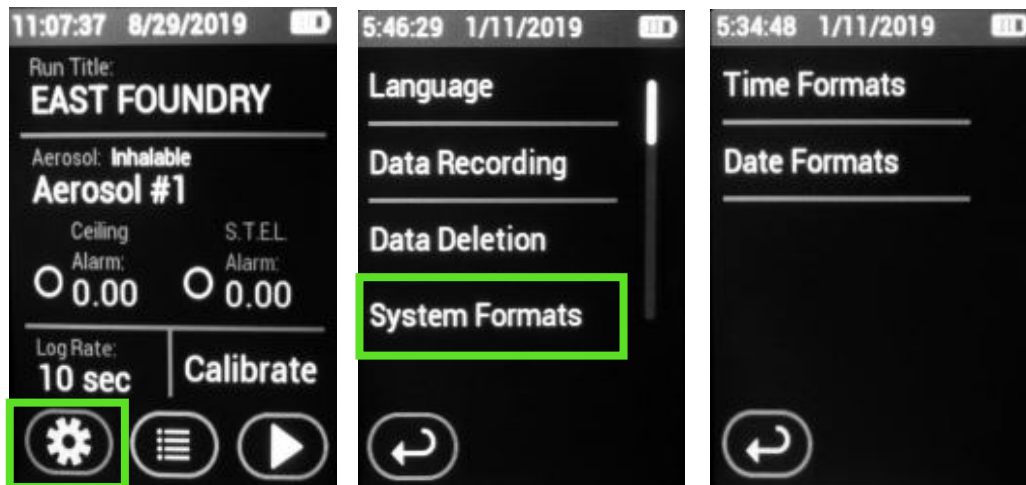 11:07:37 8/29/2019
Run Title:
EAST FOUNDRY
Aerosol: Inhalable
Aerosol #1
Ceiling S.T.E.L.
Alarm: Alarm:
0.00 0.00
Log Rate:
10 sec
Calibrate
5:46:29 1/11/2019
Language
Data Recording
Data Deletion
System Formats
5:34:48 1/11/2019
Time Formats
Date Formats